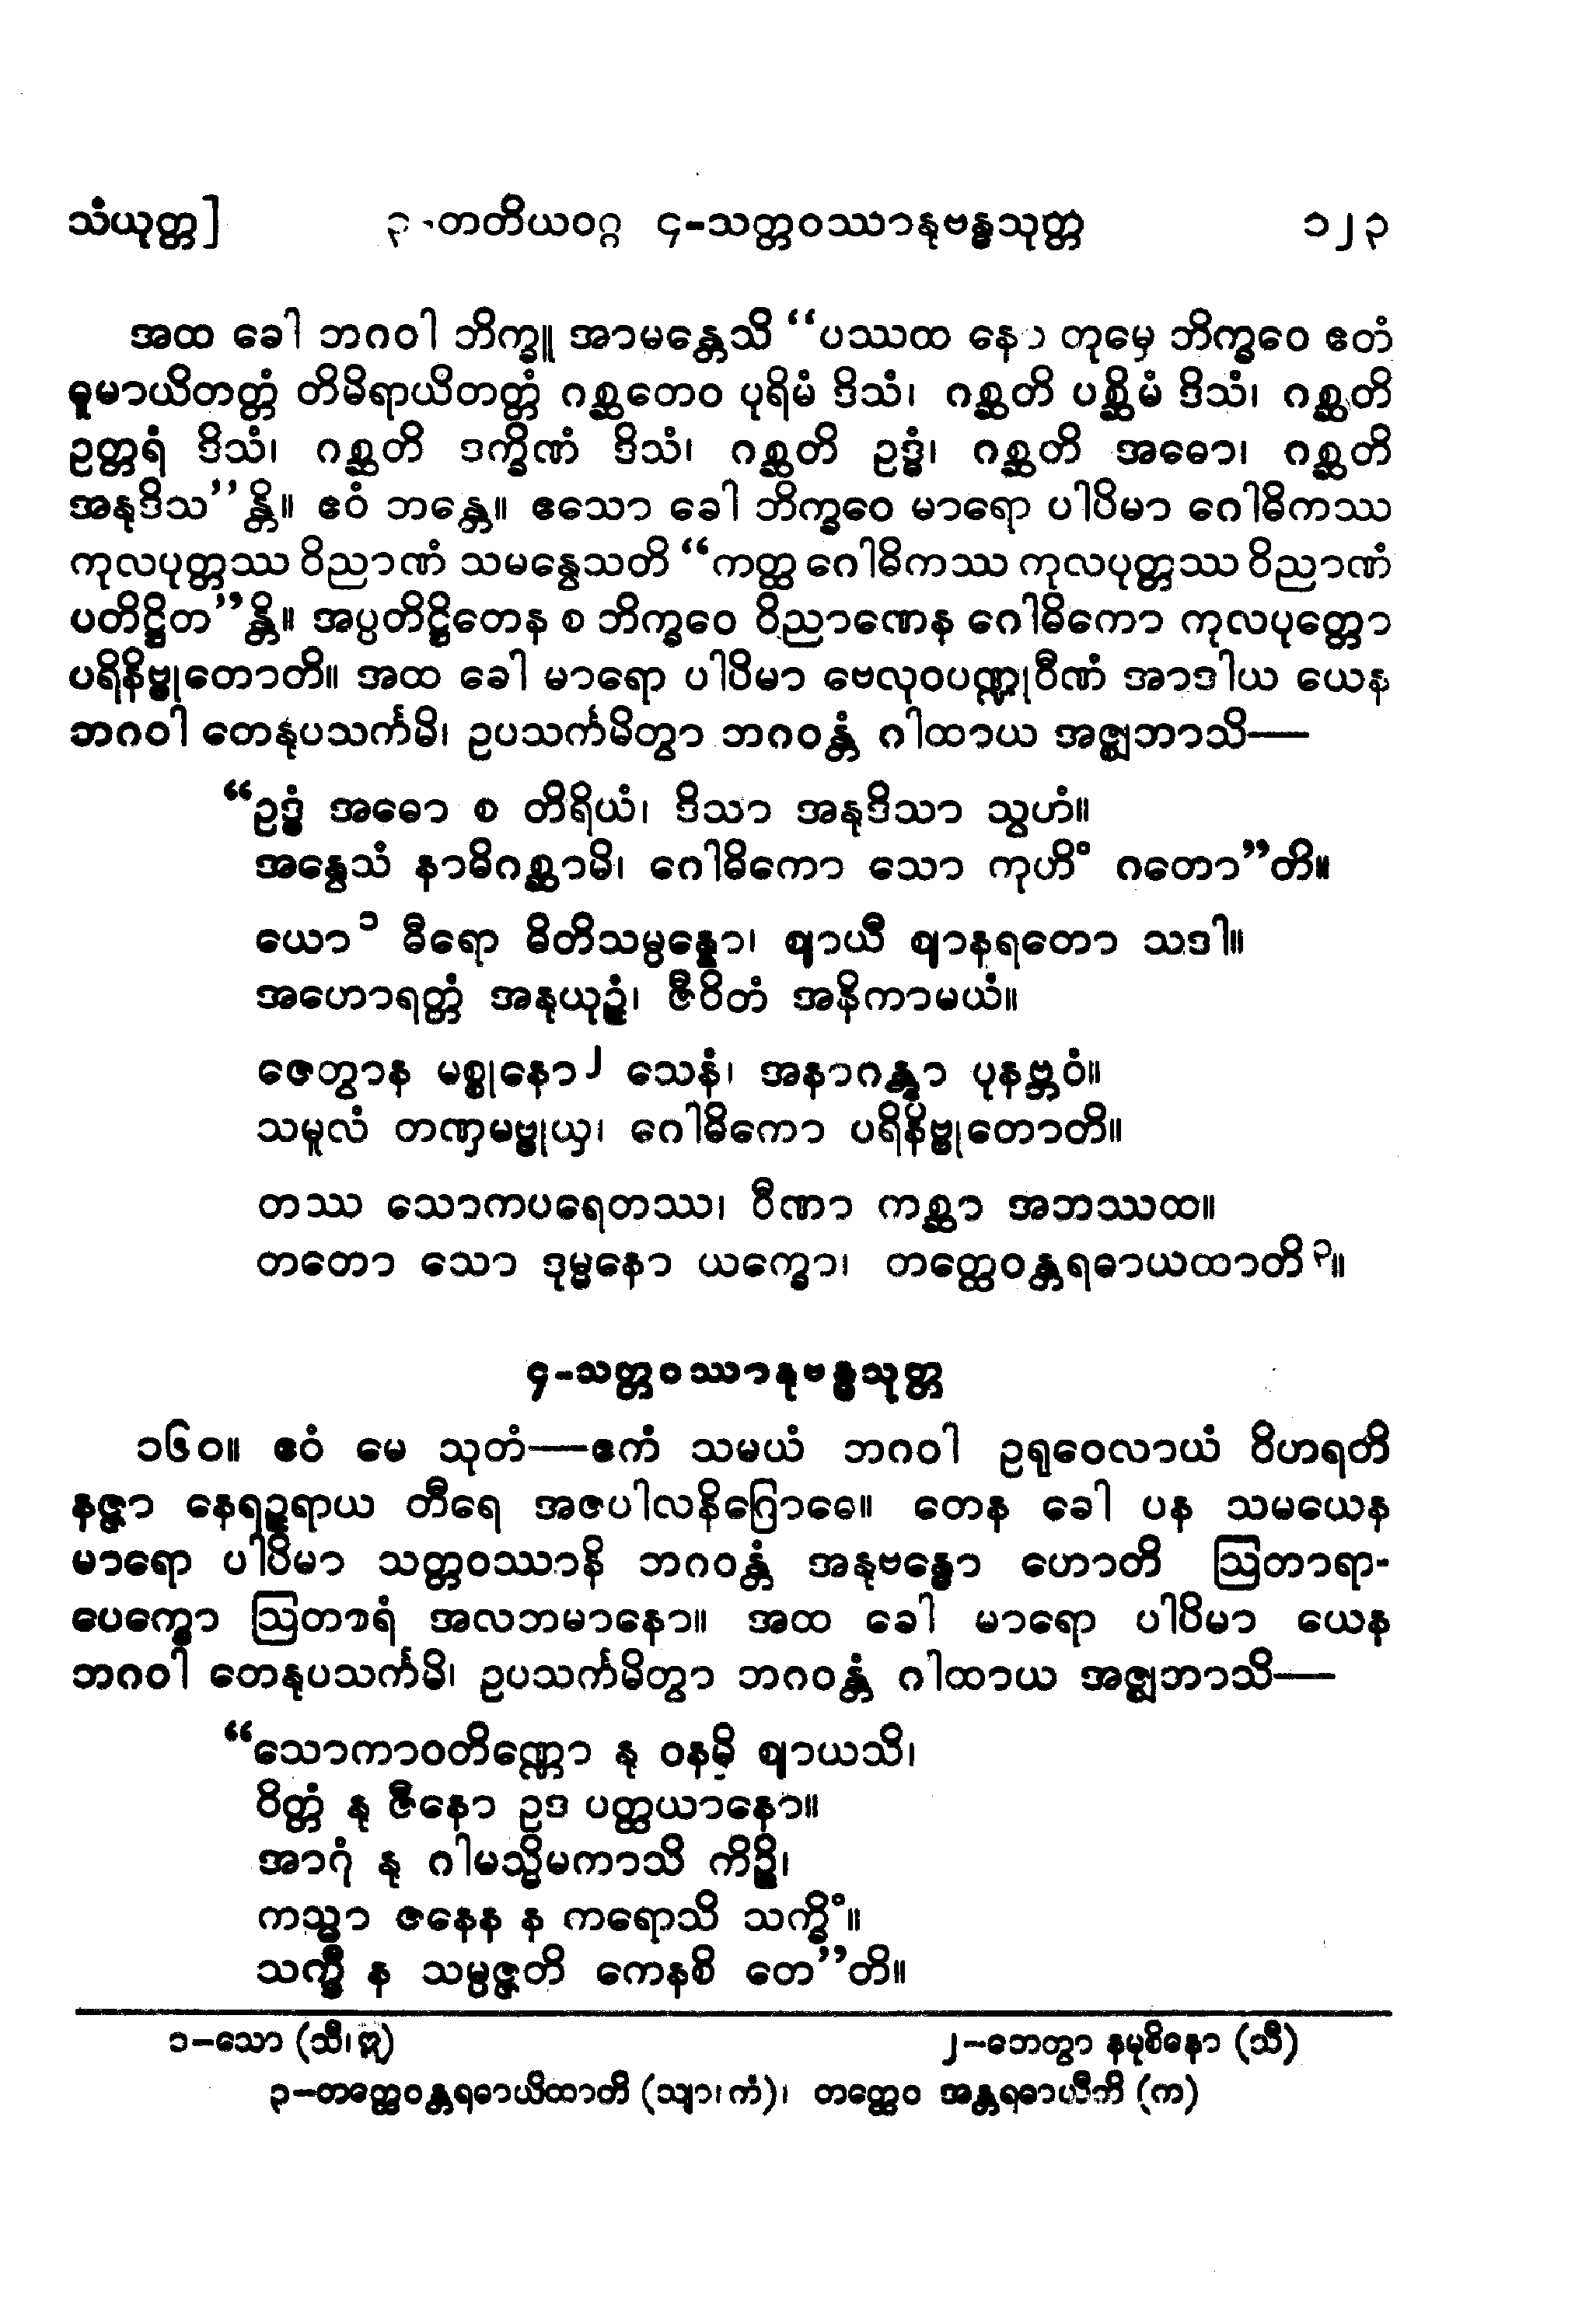 သံယုတ္တ] ၃-တတိယဝဂ္ဂ ၄-သတ္တဝဿာနုဗန္ဓသုတ္တ ၁၂၃
အထ ခေါ ဘဂဝါ ဘိက္ခူ အာမန္တေသိ “ပဿထ နော တုမှေ ဘိက္ခဝေ ဧတံ
ဓူမာယိတတ္တံ တိမိရာယိတတ္တံ ဂစ္ဆတေဝ ပုရိမံ ဒိသံ၊ ဂစ္ဆတိ ပစ္ဆိမံ ဒိသံ၊ ဂစ္ဆတိ
ဥတ္တရံ ဒိသံ၊ ဂစ္ဆတိ ဒက္ခိဏံ ဒိသံ၊ ဂစ္ဆတိ ဥဒ္ဓံ၊ ဂစ္ဆတိ အဓော၊ ဂစ္ဆတိ
အနုဒိသ”န္တိ။ ဧဝံ ဘန္တေ။ ဧသော ခေါ ဘိက္ခဝေ မာရော ပါပိမာ ဂေါဓိကဿ
ကုလပုတ္တဿ ဝိညာဏံ သမန္ဝေသတိ “ကတ္ထ ဂေါဓိကဿ ကုလပုတ္တဿ ဝိညာဏံ
ပတိဋ္ဌိတ”န္တိ။ အပ္ပတိဋ္ဌိတေန စ ဘိက္ခဝေ ဝိညာဏေန ဂေါဓိကော ကုလပုတ္တော
ပရိနိဗ္ဗုတောတိ။ အထ ခေါ မာရော ပါပိမာ ဗေလုဝပဏ္ဍုဝီဏံ အာဒါယ ယေန
ဘဂဝါ တေနုပသင်္ကမိ၊ ဥပသင်္ကမိတွာ ဘဂဝန္တံ ဂါထာယ အဇ္ဈဘာသိ—
“ဥဒ္ဓံ အဓော စ တိရိယံ၊ ဒိသာ အနုဒိသာ သွဟံ။
အန္ဝေသံ နာဓိဂစ္ဆာမိ၊ ဂေါဓိကော သော ကုဟိံ ဂတော”တိ။
ယော၁ ဓီရော ဓိတိသမ္ပန္နော၊ ဈာယီ ဈာနရတော သဒါ။
အဟောရတ္တံ အနုယုဉ္ဇံ၊ ဇီဝိတံ အနိကာမယံ။
ဇေတွာန မစ္စုနော၂ သေနံ၊ အနာဂန္တွာ ပုနဗ္ဘဝံ။
သမူလံ တဏှမဗ္ဗုယှ၊ ဂေါဓိကော ပရိနိဗ္ဗုတောတိ။
တဿ သောကပရေတဿ၊ ဝီဏာ ကစ္ဆာ အဘဿထ။
တတော သော ဒုမ္မနော ယက္ခော၊ တတ္ထေဝန္တရဓာယထာတိ၃။
၄-သတ္တဝဿာနုဗန္ဓသုတ္တ
၁၆၀။ ဧဝံ မေ သုတံ—ဧကံ သမယံ ဘဂဝါ ဥရုဝေလာယံ ဝိဟရတိ
နဇ္ဇာ နေရဉ္ဇရာယ တီရေ အဇပါလနိဂြောဓေ။ တေန ခေါ ပန သမယေန
မာရော ပါပိမာ သတ္တဝဿာနိ ဘဂဝန္တံ အနုဗန္ဓော ဟောတိ ဩတာရာ-
ပေက္ခော ဩတာရံ အလဘမာနော။ အထ ခေါ မာရော ပါပိမာ ယေန
ဘဂဝါ တေနုပသင်္ကမိ၊ ဥပသင်္ကမိတွာ ဘဂဝန္တံ ဂါထာယ အဇ္ဈဘာသိ—
“သောကာဝတိဏ္ဏော နု ဝနမှိ ဈာယသိ၊
ဝိတ္တံ နု ဇီနော ဥဒ ပတ္ထယာနော။
အာဂုံ နု ဂါမသ္မိမကာသိ ကိဉ္စိ၊
ကသ္မာ ဇနေန န ကရောသိ သက္ခိံ။
သက္ခီ န သမ္ပဇ္ဇတိ ကေနစိ တေ”တိ။
၁-သော (သီ၊ ဣ) ၂-ဘေတွာ နမုစိနော (သီ)
၃-တတ္ထေဝန္တရဓာယိထာတိ (သျာ၊ ကံ)၊ တတ္ထေဝ အန္တရဓာယီတိ (က)